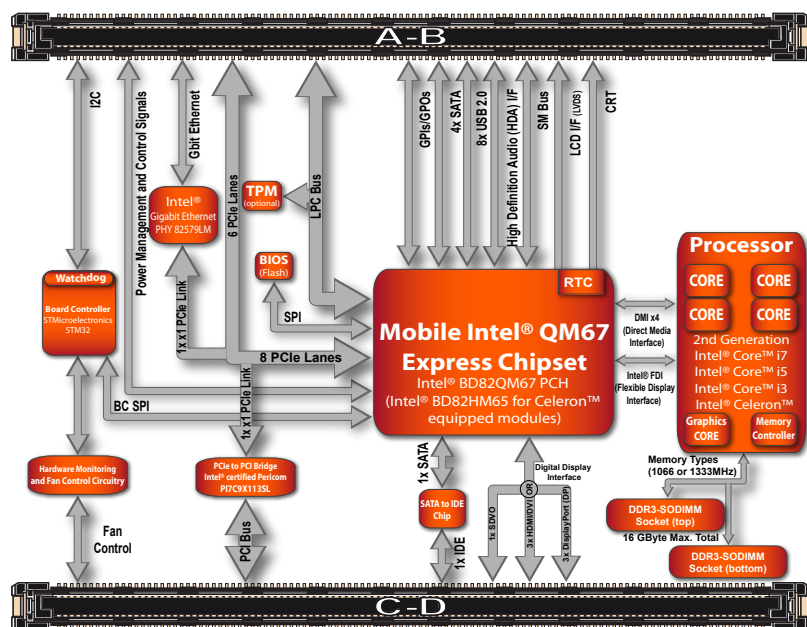 A-B
I2C
Power Management and Control Signals
Gbit Ethernet
6 PCIe Lanes
LPC Bus
GPIs/GPOs
4x SATA
8x USB 2.0
High Definition Audio (HDA) I/F
SM Bus
LCD I/F (LVDS)
CRT
Intel®
Gigabit Ethernet
PHY 82579LM
TPM
(optional)
BIOS
(Flash)
SPI
Watchdog
Board Controller
STMicroelectronics
STM32
1x x1 PCIe Link
8 PCIe Lanes
BC SPI
1x x1 PCIe Link
RTC
Mobile Intel® QM67
Express Chipset
Intel® BD82QM67 PCH
(Intel® BD82HM65 for Celeron™
equipped modules)
DMI x4
(Direct Media
Interface)
Intel® FDI
(Flexible Display
Interface)
Processor
CORE
CORE
CORE
CORE
2nd Generation
Intel® Core™ i7
Intel® Core™ i5
Intel® Core™ i3
Intel® Celeron™
Graphics
CORE
Memory
Controller
Memory Types
(1066 or 1333MHz)
DDR3-SODIMM
Socket (top)
16 GByte Max. Total
DDR3-SODIMM
Socket (bottom)
Hardware Monitoring
and Fan Control Circuitry
Fan
Control
PCIe to PCI Bridge
Intel® certified Pericom
PI7C9X113SL
PCI Bus
1x SATA
SATA to IDE
Chip
1x IDE
Digital Display
Interface
OR
1x SDVO
3x HDMI/DVI
3x DisplayPort (DP)
C-D